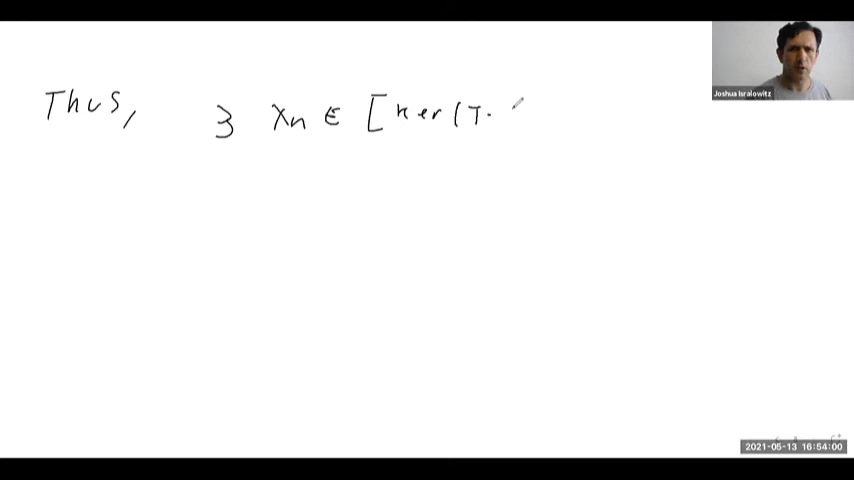 Thus, ∃ xn ∈ [ker(T-
Joshua Isralowitz
2021-05-13 16:54:00